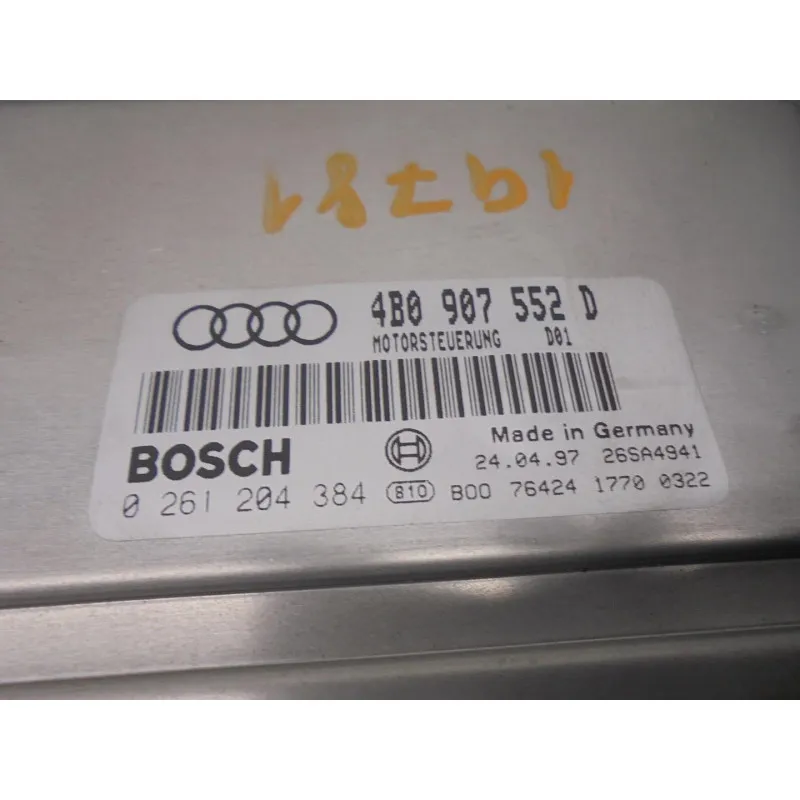 4B0 907 552 D
MOTORSTEUERUNG D01
BOSCH
Made in Germany
24.04.97 26SA4941
0 261 204 384 810 B00 76424 1770 0322